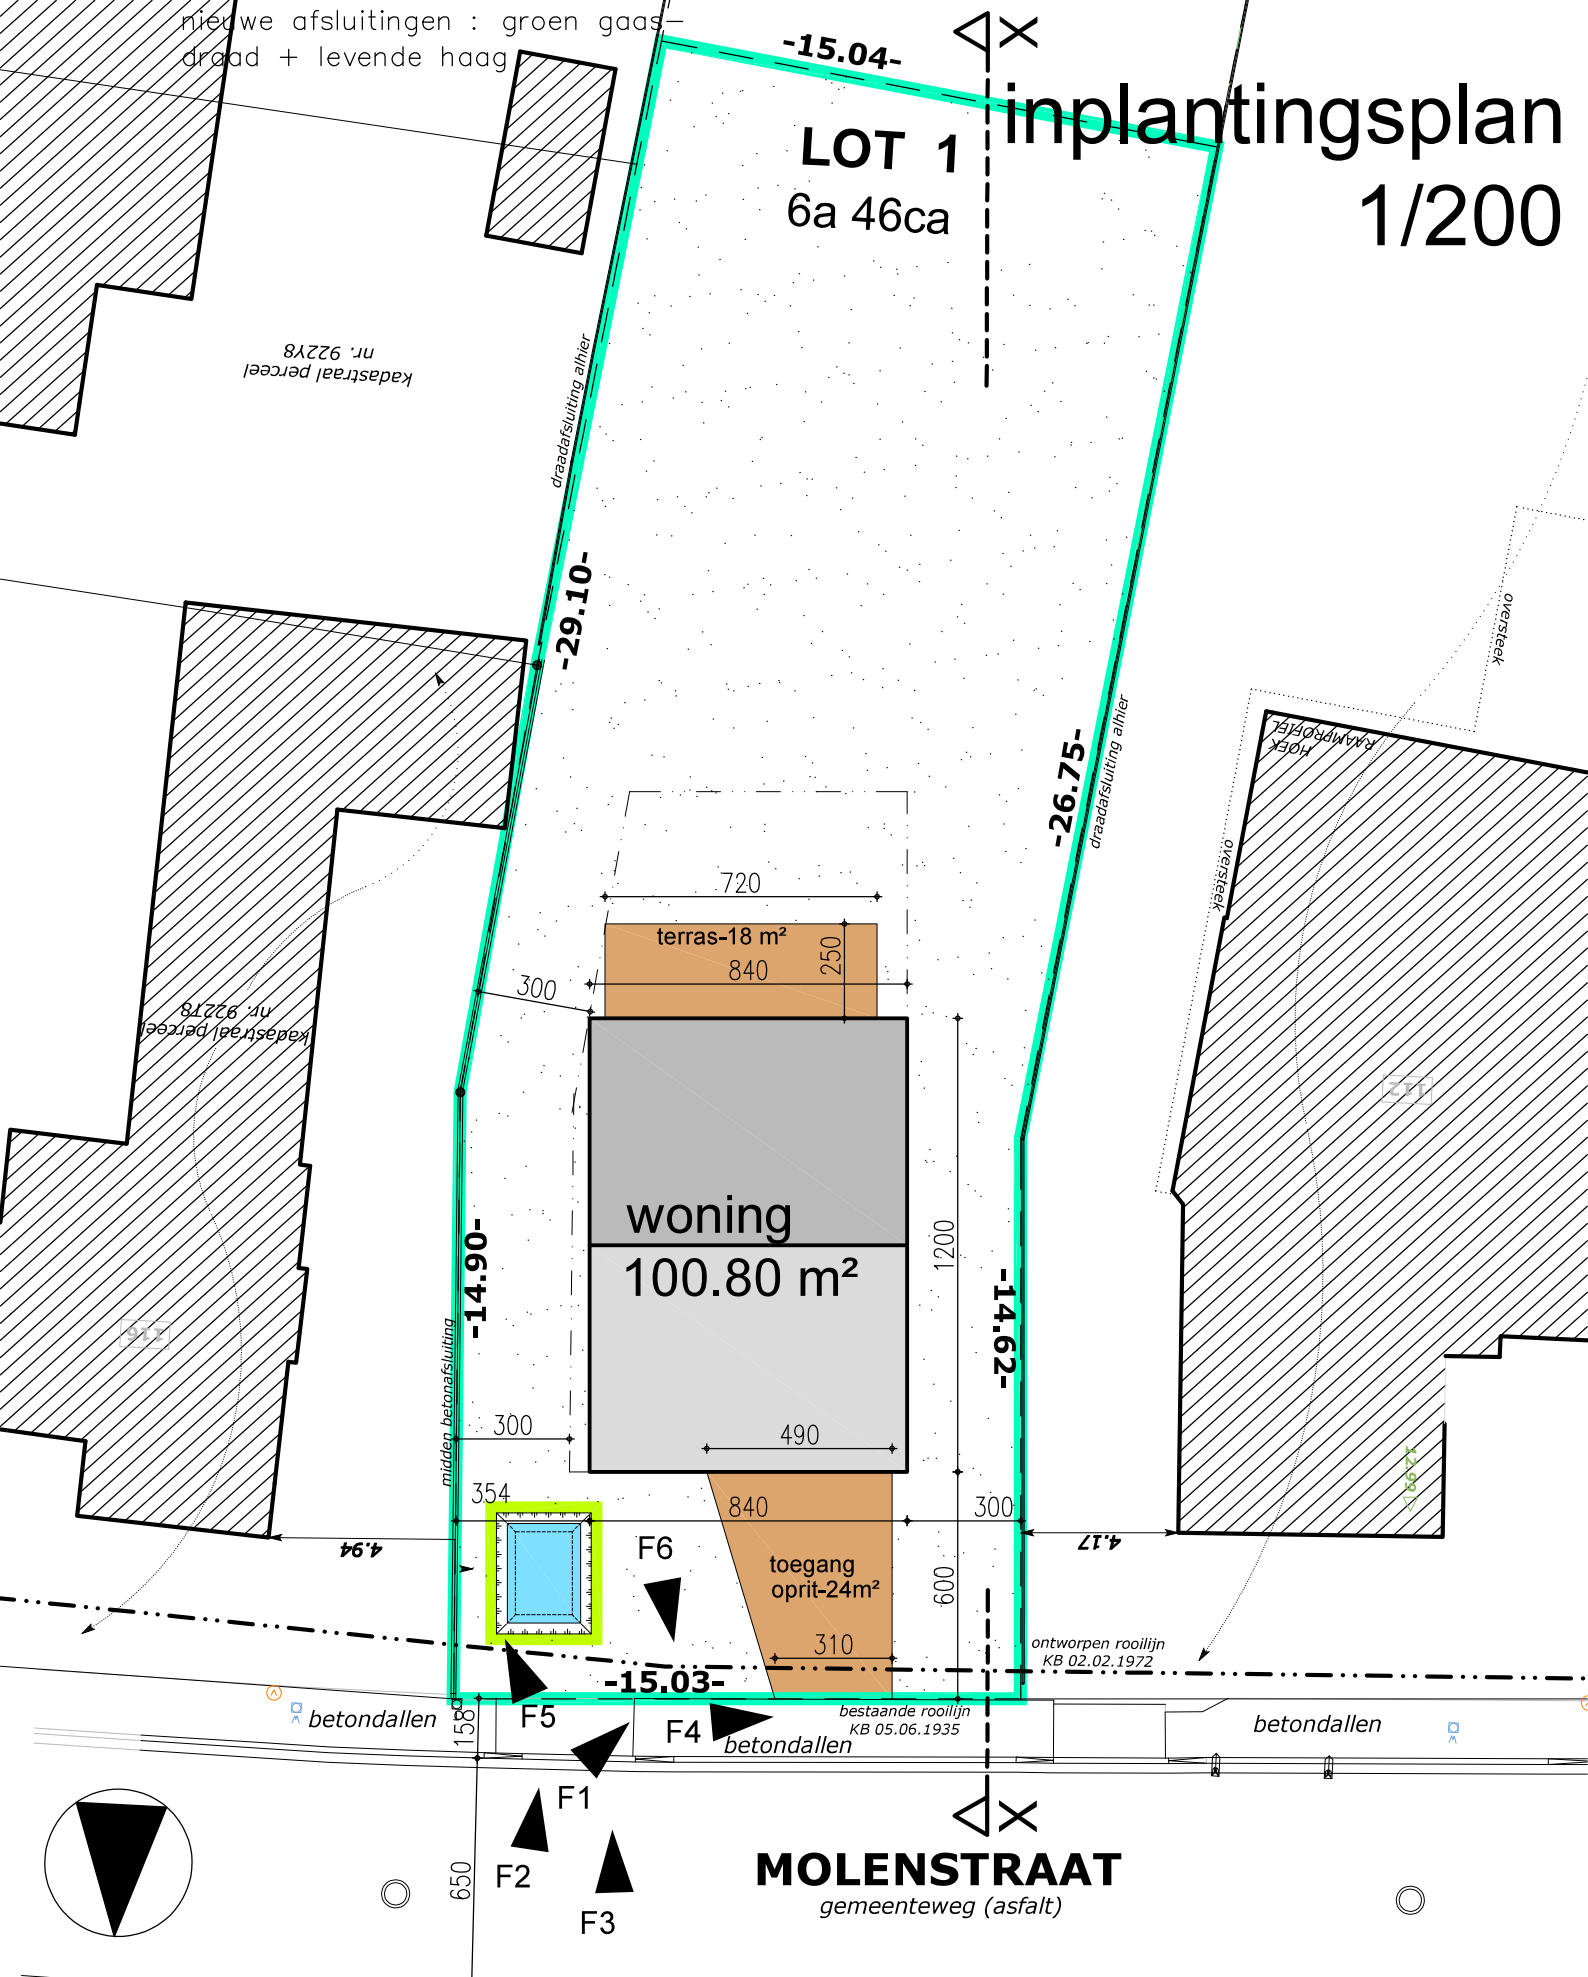 nieuwe afsluitingen : groen gaas-
draad + levende haag
-15.04-
X
inplantingsplan
1/200
LOT 1
6a 46ca
kadastraal perceel
nr. 922Y8
draadafsluiting alhier
-29.10-
oversteek
HOEK
RAAMPROFIEL
-26.75-
draadafsluiting alhier
oversteek
720
terras-18 m²
250
840
300
kadastraal perceel
nr. 922T8
112
woning
100.80 m²
1200
-14.90-
-14.62-
116
midden betonafsluiting
300
490
12.99
354
840
300
4.94
4.17
F6
toegang
oprit-24m²
600
310
ontworpen rooilijn
KB 02.02.1972
-15.03-
F5
F4
bestaande rooilijn
KB 05.06.1935
betondallen
158
betondallen
betondallen
F1
X
F2
F3
650
MOLENSTRAAT
gemeenteweg (asfalt)